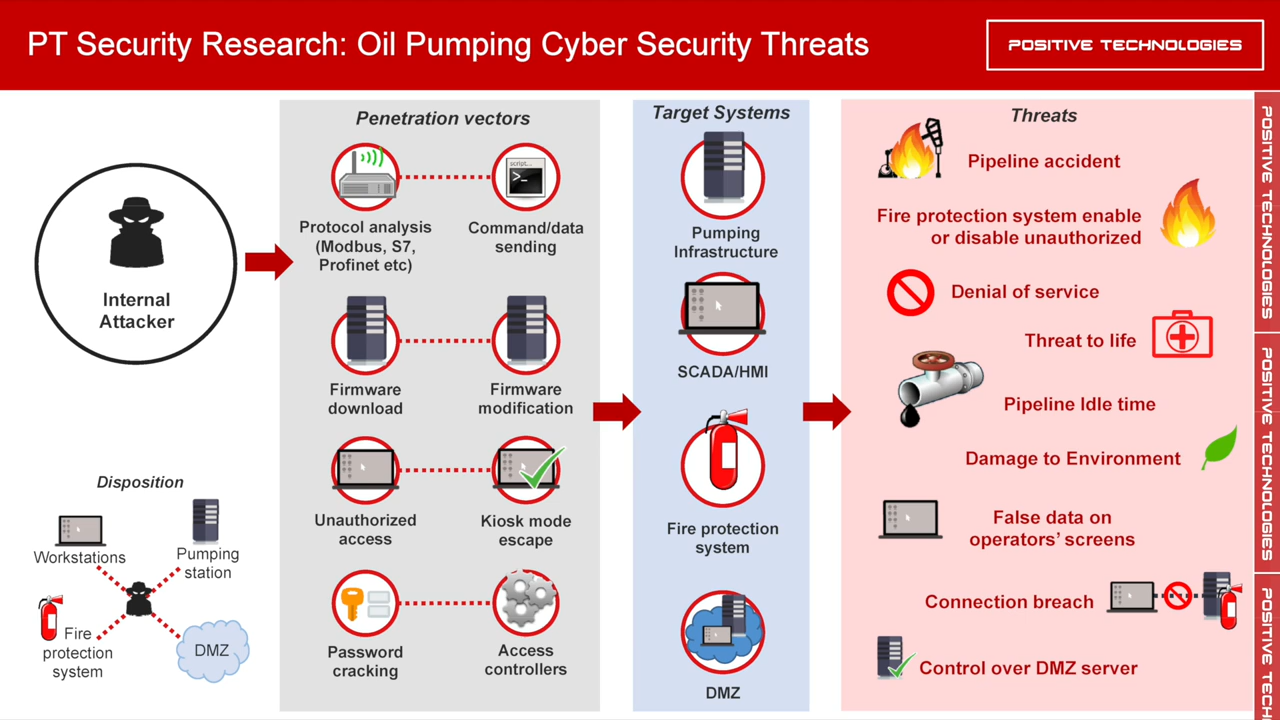 PT Security Research: Oil Pumping Cyber Security Threats
POSITIVE TECHNOLOGIES
Internal
Attacker
Disposition
Workstations
Pumping
station
Fire
protection
system
DMZ
Penetration vectors
Protocol analysis
(Modbus, S7,
Profinet etc)
script...
>_
Command/data
sending
Firmware
download
Firmware
modification
Unauthorized
access
Kiosk mode
escape
Password
cracking
Access
controllers
Target Systems
Pumping
Infrastructure
SCADA/HMI
Fire protection
system
DMZ
Threats
Pipeline accident
Fire protection system enable
or disable unauthorized
Denial of service
Threat to life
Pipeline Idle time
Damage to Environment
False data on
operators' screens
Connection breach
Control over DMZ server
POSITIVE TECHNOLOGIES
POSITIVE TECHNOLOGIES
POSITIVE TECH